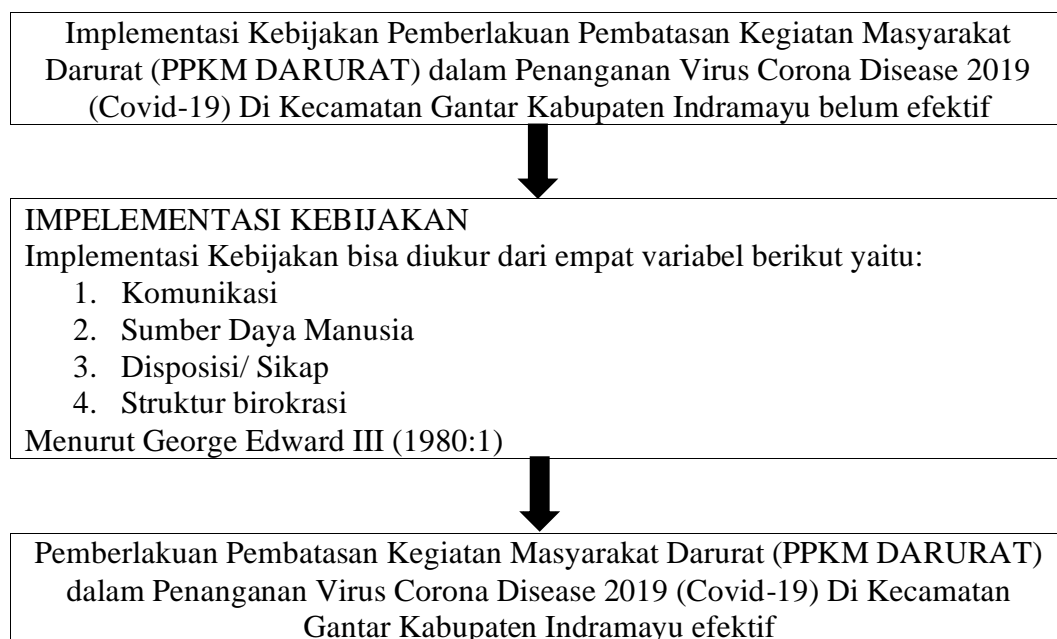 Implementasi Kebijakan Pemberlakuan Pembatasan Kegiatan Masyarakat
Darurat (PPKM DARURAT) dalam Penanganan Virus Corona Disease 2019
(Covid-19) Di Kecamatan Gantar Kabupaten Indramayu belum efektif
IMPELEMENTASI KEBIJAKAN
Implementasi Kebijakan bisa diukur dari empat variabel berikut yaitu:
1. Komunikasi
2. Sumber Daya Manusia
3. Disposisi/ Sikap
4. Struktur birokrasi
Menurut George Edward III (1980:1)
Pemberlakuan Pembatasan Kegiatan Masyarakat Darurat (PPKM DARURAT)
dalam Penanganan Virus Corona Disease 2019 (Covid-19) Di Kecamatan
Gantar Kabupaten Indramayu efektif